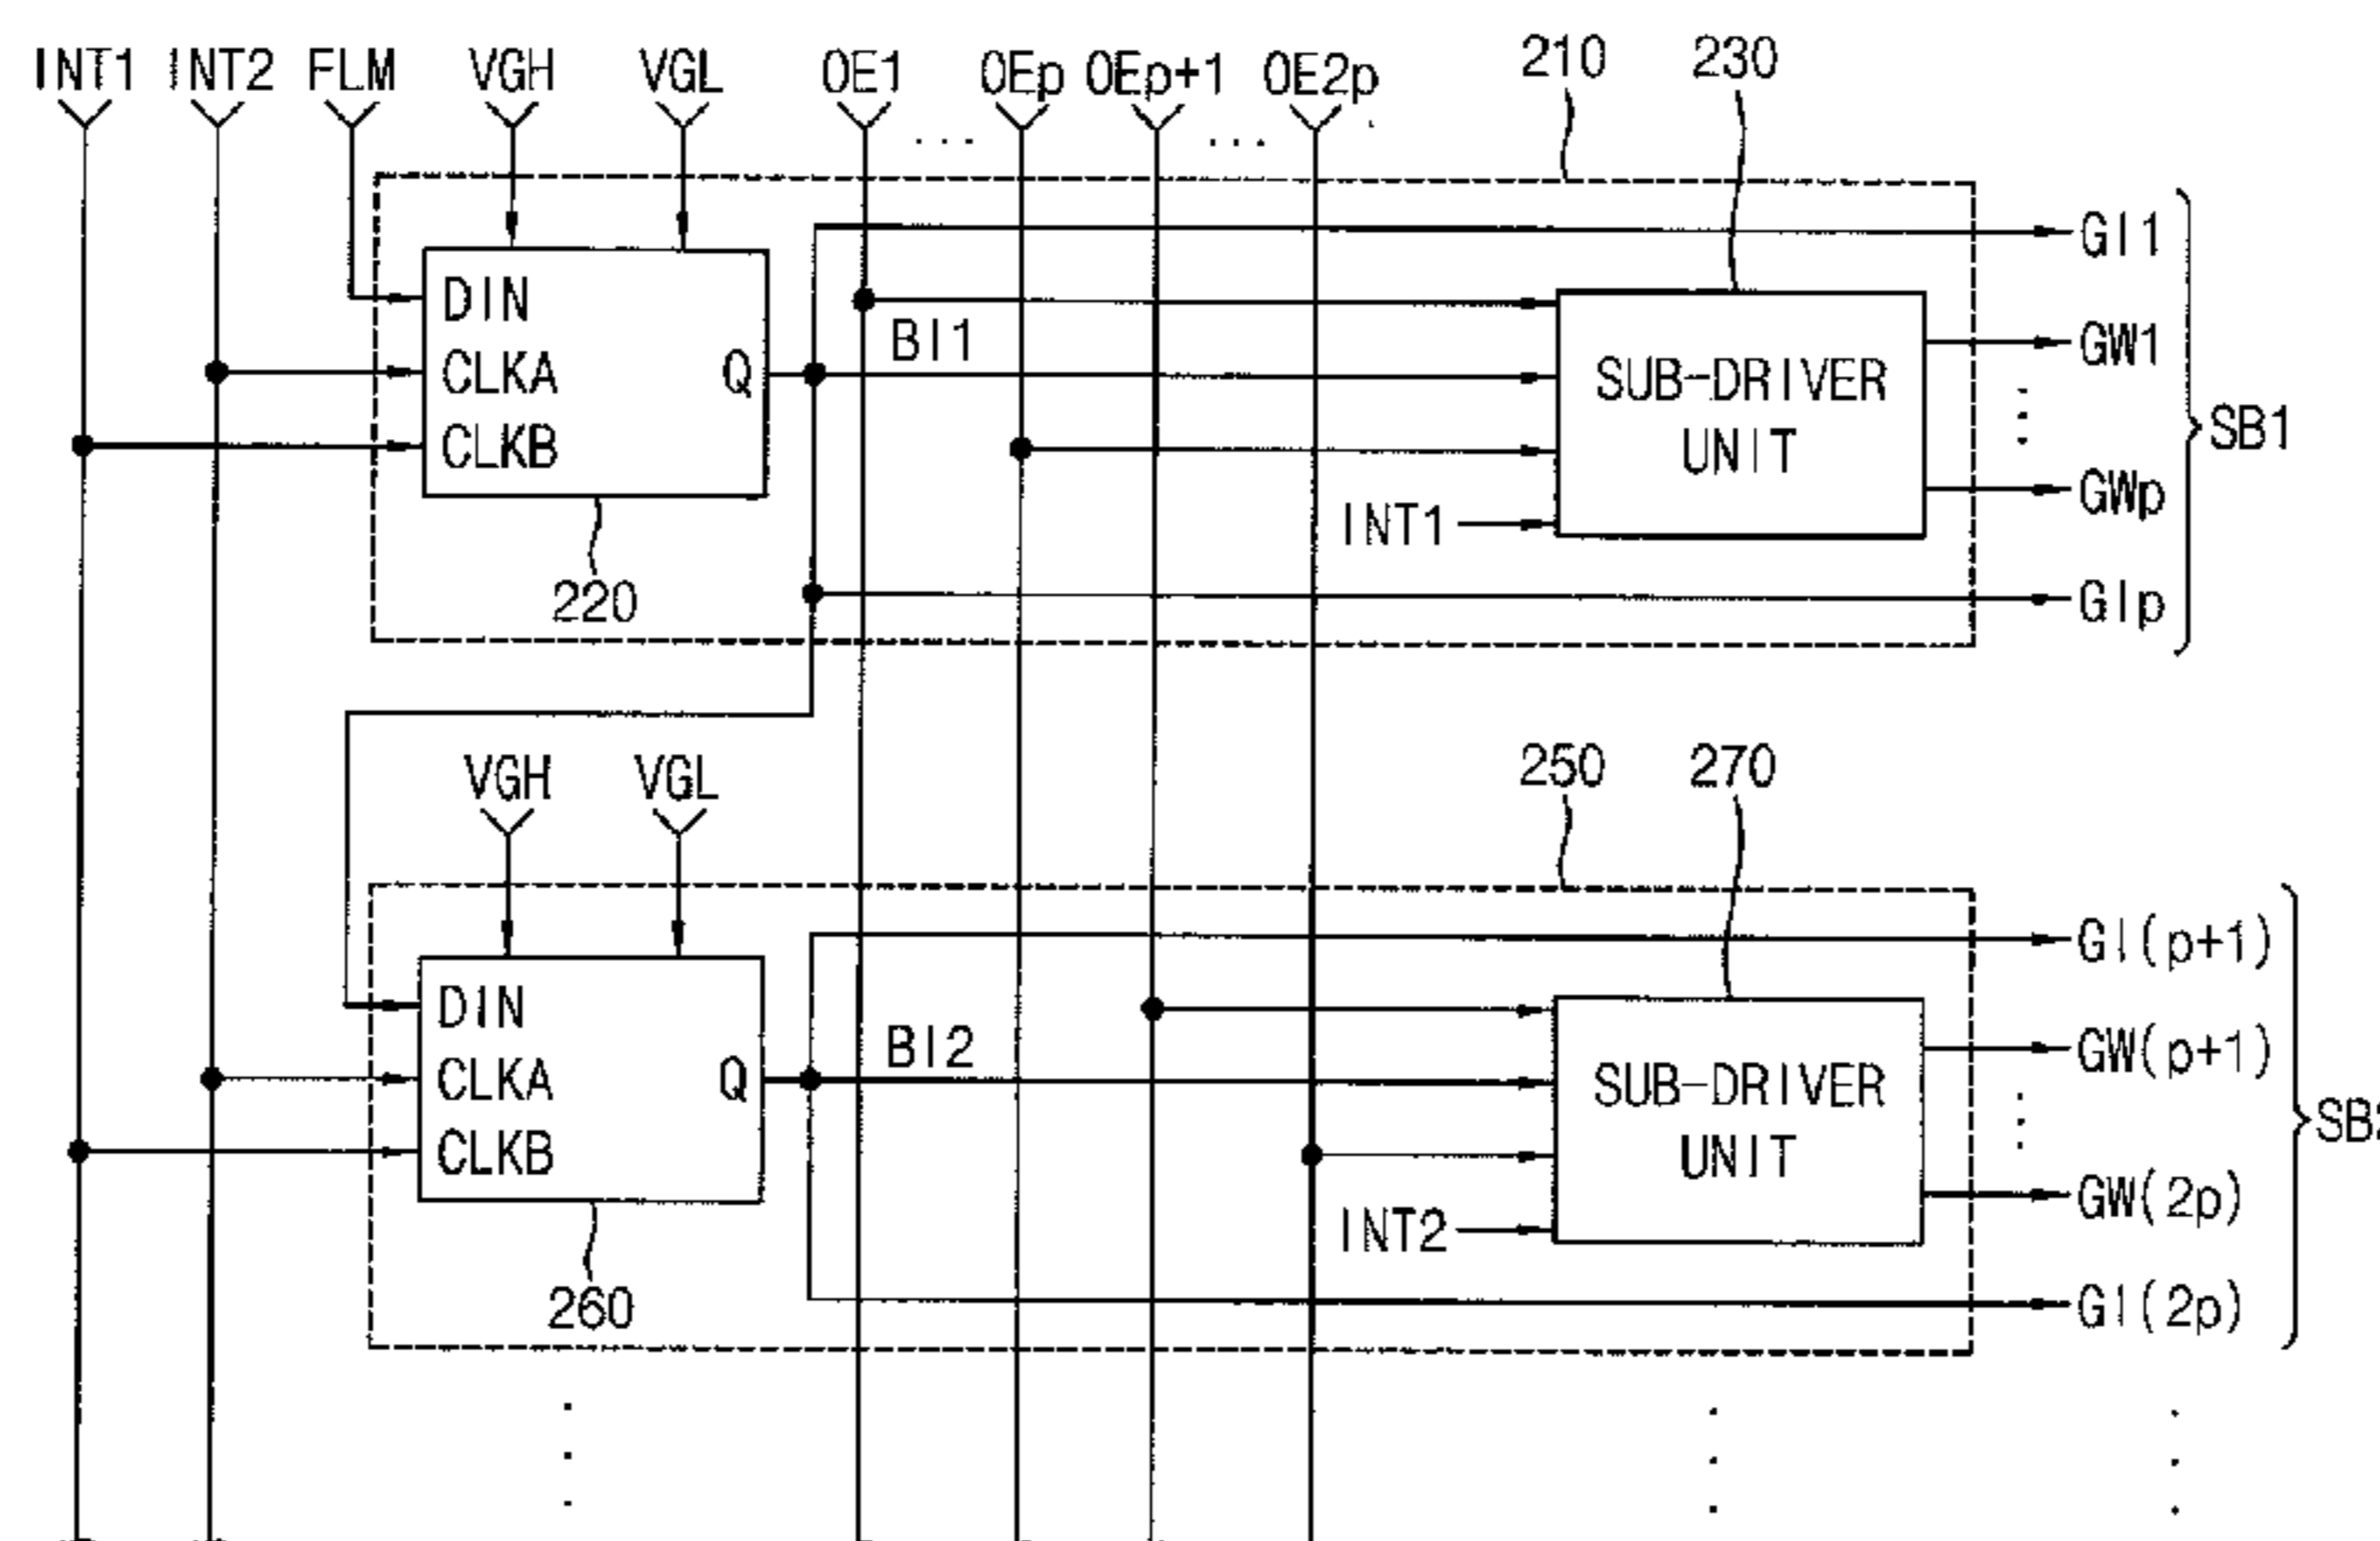 INT1 INT2 FLM VGH VGL OE1 OEp OEp+1 OE2p 210 230
... ...
GI1
DIN
BI1
GW1
CLKA Q SUB-DRIVER
SB1
CLKB UNIT
GWp
INT1
220
GIp
VGH VGL 250 270
GI(p+1)
DIN
BI2
GW(p+1)
CLKA Q SUB-DRIVER
CLKB UNIT
GW(2p)
INT2
260
GI(2p)